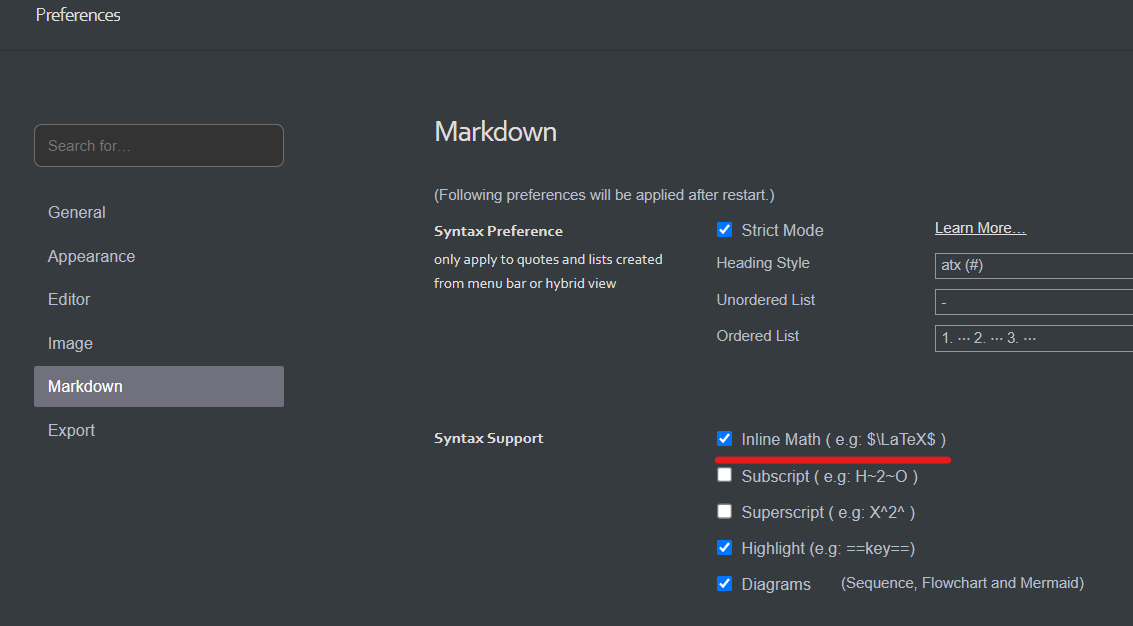 Preferences
Search for...
General
Appearance
Editor
Image
Markdown
Export
Markdown
(Following preferences will be applied after restart.)
Syntax Preference
only apply to quotes and lists created
from menu bar or hybrid view
Strict Mode
Learn More...
Heading Style
atx (#)
Unordered List
-
Ordered List
1. ··· 2. ··· 3. ···
Syntax Support
Inline Math ( e.g: $\LaTeX$ )
Subscript ( e.g: H~2~O )
Superscript ( e.g: X^2^ )
Highlight (e.g: ==key==)
Diagrams (Sequence, Flowchart and Mermaid)